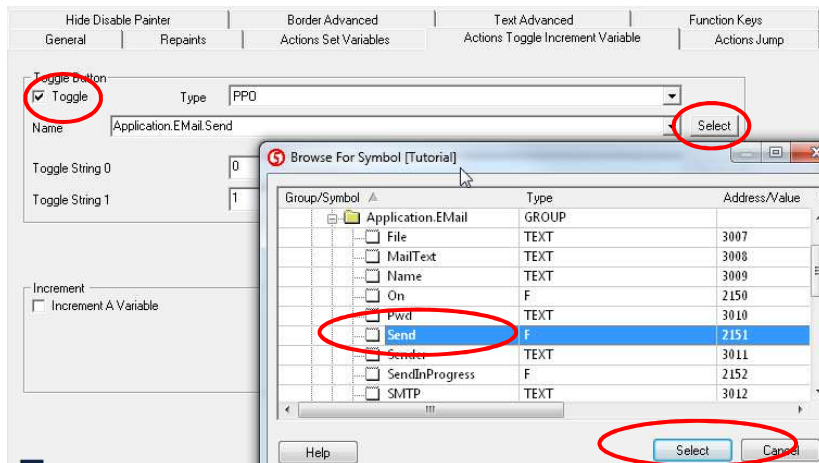 Hide Disable Painter Border Advanced Text Advanced Function Keys
General Repaints Actions Set Variables Actions Toggle Increment Variable Actions Jump
Toggle Button
Toggle Type PPO
Name Application.EMail.Send Select
Toggle String 0 0
Toggle String 1 1
Increment
Increment A Variable
Browse For Symbol [Tutorial]
Group/Symbol Type Address/Value
Application.EMail GROUP
File TEXT 3007
MailText TEXT 3008
Name TEXT 3009
On F 2150
Pwd TEXT 3010
Send F 2151
Sender TEXT 3011
SendInProgress F 2152
SMTP TEXT 3012
Help Select Cancel